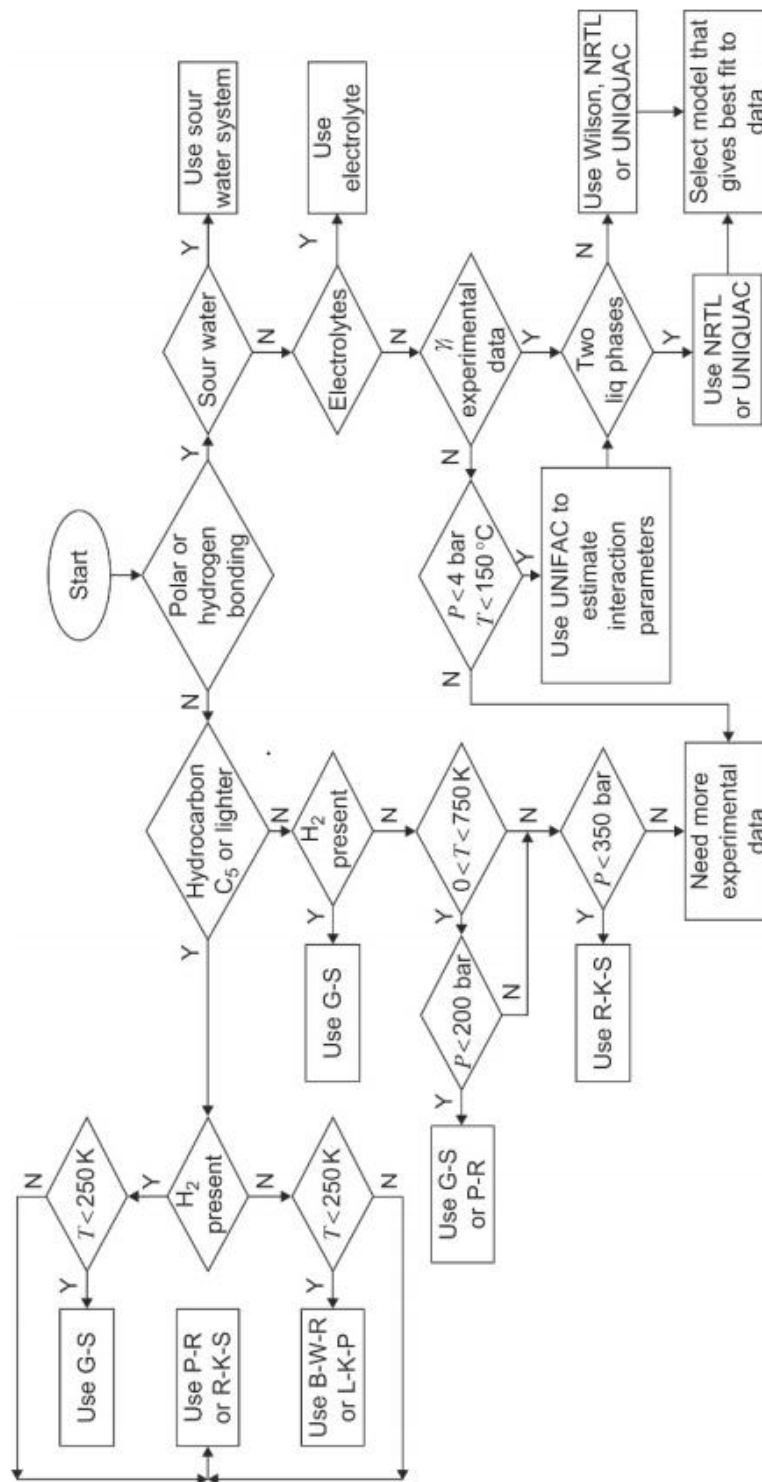 Start
Polar or
hydrogen
bonding
N
Y
Hydrocarbon
C₅ or lighter
Y
N
Sour water
Y
N
Use sour
water system
Electrolytes
Y
N
Use
electrolyte
γᵢ
experimental
data
N
Y
P<4 bar
T<150 °C
N
Y
Use UNIFAC to
estimate
interaction
parameters
Two
liq phases
N
Y
Use Wilson, NRTL
or UNIQUAC
Use NRTL
or UNIQUAC
Select model that
gives best fit to
data
H₂
present
Y
N
Use G-S
0<T<750 K
Y
N
P<200 bar
Y
N
Use G-S
or P-R
P<350 bar
Y
N
Use R-K-S
Need more
experimental
data
H₂
present
Y
N
T<250 K
Y
N
Use G-S
Use P-R
or R-K-S
T<250 K
Y
N
Use B-W-R
or L-K-P